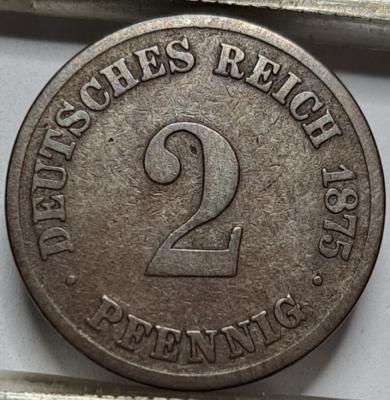 DEUTSCHES REICH 1875
2
· PFENNIG ·